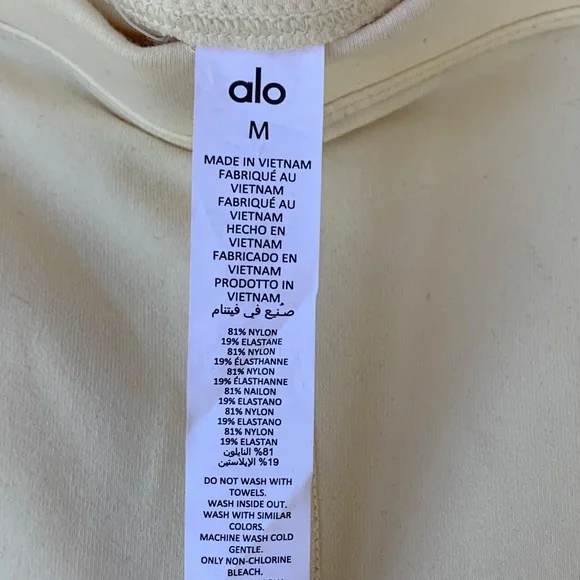 alo
M
MADE IN VIETNAM
FABRIQUÉ AU
VIETNAM
FABRIQUÉ AU
VIETNAM
HECHO EN
VIETNAM
FABRICADO EN
VIETNAM
PRODOTTO IN
VIETNAM
صُنع في فيتنام
81% NYLON
19% ELASTANE
81% NYLON
19% ÉLASTHANNE
81% NYLON
19% ÉLASTHANNE
81% NAILON
19% ELASTANO
81% NYLON
19% ELASTANO
81% NYLON
19% ELASTAN
81% النايلون
19% الإيلاستين
DO NOT WASH WITH
TOWELS.
WASH INSIDE OUT.
WASH WITH SIMILAR
COLORS.
MACHINE WASH COLD
GENTLE.
ONLY NON-CHLORINE
BLEACH.